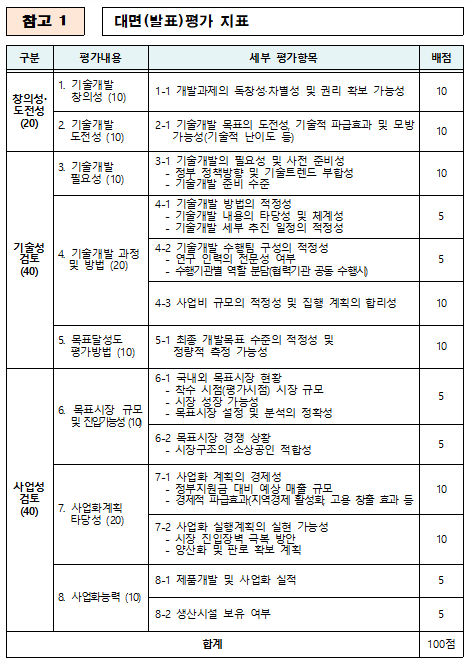 참고 1
대면(발표)평가 지표
구분 평가내용 세부 평가항목 배점
창의성·
도전성
(20)
1. 기술개발
창의성 (10)
1-1 개발과제의 독창성·차별성 및 권리 확보 가능성
10
2. 기술개발
도전성 (10)
2-1 기술개발 목표의 도전성, 기술적 파급효과 및 모방
가능성(기술적 난이도 등)
10
기술성
검토
(40)
3. 기술개발
필요성 (10)
3-1 기술개발의 필요성 및 사전 준비성
- 정부 정책방향 및 기술트렌드 부합성
- 기술개발 준비 수준
10
4. 기술개발 과정
및 방법 (20)
4-1 기술개발 방법의 적정성
- 기술개발 내용의 타당성 및 체계성
- 기술개발 세부 추진 일정의 적정성
5
4-2 기술개발 수행팀 구성의 적정성
- 연구 인력의 전문성 여부
- 수행기관별 역할 분담(협력기관 공동 수행시)
5
4-3 사업비 규모의 적정성 및 집행 계획의 합리성
10
5. 목표달성도
평가방법 (10)
5-1 최종 개발목표 수준의 적정성 및
정량적 측정 가능성
10
사업성
검토
(40)
6. 목표시장 규모
및 진입가능성 (10)
6-1 국내외 목표시장 현황
- 착수 시점(평가시점) 시장 규모
- 시장 성장 가능성
- 목표시장 설정 및 분석의 정확성
5
6-2 목표시장 경쟁 상황
- 시장구조의 소상공인 적합성
5
7. 사업화계획
타당성 (20)
7-1 사업화 계획의 경제성
- 정부지원금 대비 예상 매출 규모
- 경제적 파급효과(지역경제 활성화, 고용 창출 효과 등
10
7-2 사업화 실행계획의 실현 가능성
- 시장 진입장벽 극복 방안
- 양산화 및 판로 확보 계획
10
8. 사업화능력 (10)
8-1 제품개발 및 사업화 실적
5
8-2 생산시설 보유 여부
5
합계 100점